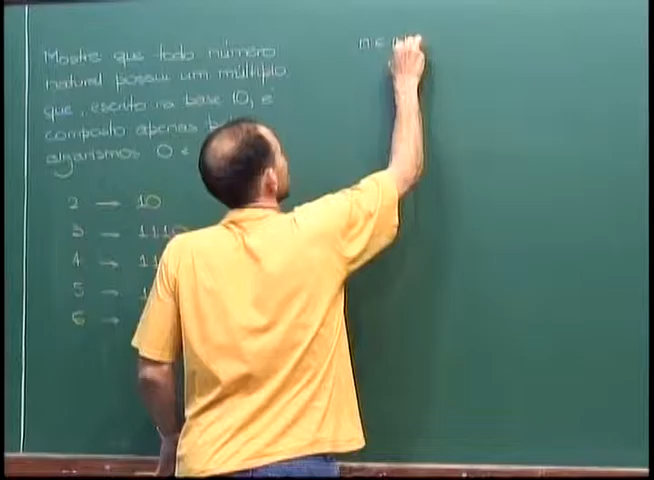 Mostre que todo número
natural possui um múltiplo
que, escrito na base 10, é
composto apenas
algarismos 0
2 → 10
3 → 1110
4 →
5 →
6 →
n ∈